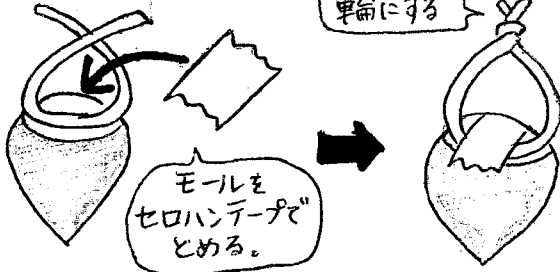 輪にする
モールを
セロハンテープで
とめる。